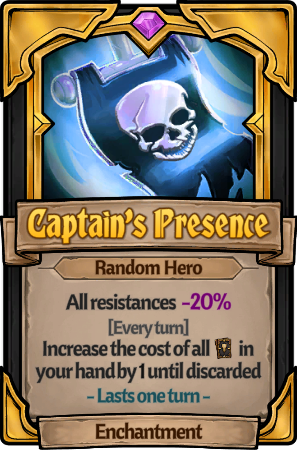 Captain's Presence
Random Hero
All resistances -20%
[Every turn]
Increase the cost of all in
your hand by 1 until discarded
- Lasts one turn -
Enchantment